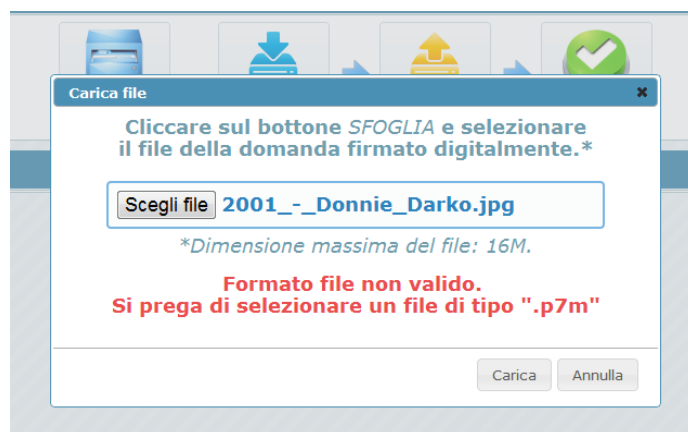 Carica file
Cliccare sul bottone SFOGLIA e selezionare
il file della domanda firmato digitalmente.*
Scegli file 2001_-_Donnie_Darko.jpg
*Dimensione massima del file: 16M.
Formato file non valido.
Si prega di selezionare un file di tipo ".p7m"
Carica Annulla